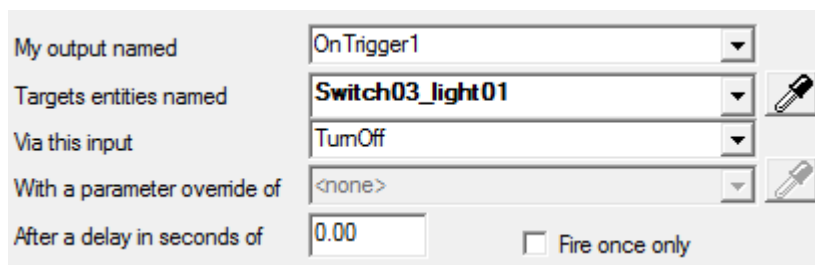 My output named OnTrigger1
Targets entities named Switch03_light01
Via this input TurnOff
With a parameter override of <none>
After a delay in seconds of 0.00 Fire once only